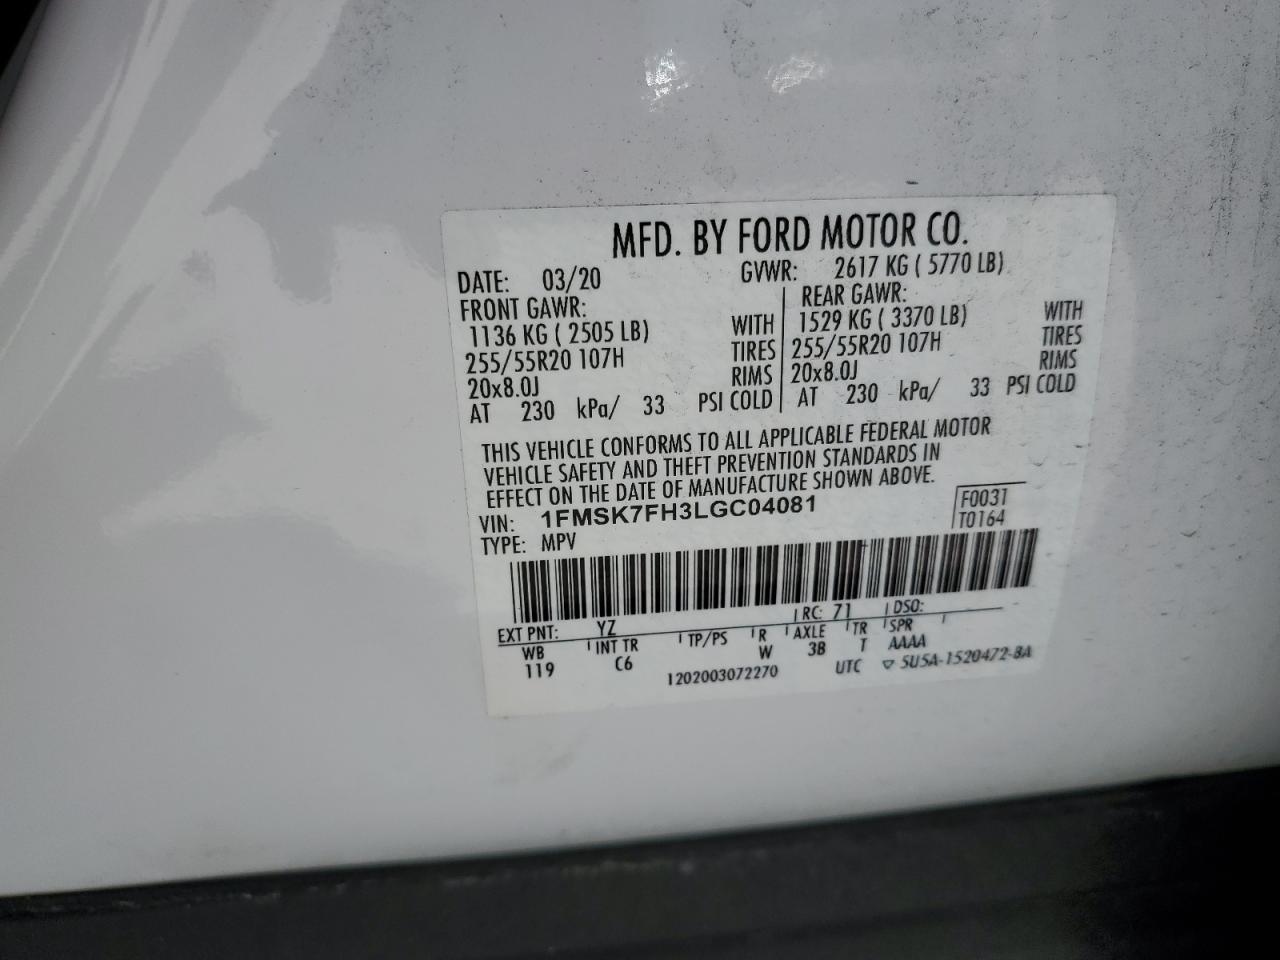 MFD. BY FORD MOTOR CO.
DATE: 03/20 GVWR: 2617 KG ( 5770 LB)
FRONT GAWR: REAR GAWR:
1136 KG ( 2505 LB) WITH 1529 KG ( 3370 LB) WITH
255/55R20 107H TIRES 255/55R20 107H TIRES
20x8.0J RIMS 20x8.0J RIMS
AT 230 kPa/ 33 PSI COLD AT 230 kPa/ 33 PSI COLD
THIS VEHICLE CONFORMS TO ALL APPLICABLE FEDERAL MOTOR
VEHICLE SAFETY AND THEFT PREVENTION STANDARDS IN
EFFECT ON THE DATE OF MANUFACTURE SHOWN ABOVE.
VIN: 1FMSK7FH3LGC04081 F0031
TYPE: MPV T0164
EXT PNT: YZ RC: 71 DSO:
WB INT TR TP/PS R AXLE TR SPR
119 C6 W 3B T AAAA
1202003072270 UTC ▽ 5U5A-1520472-BA